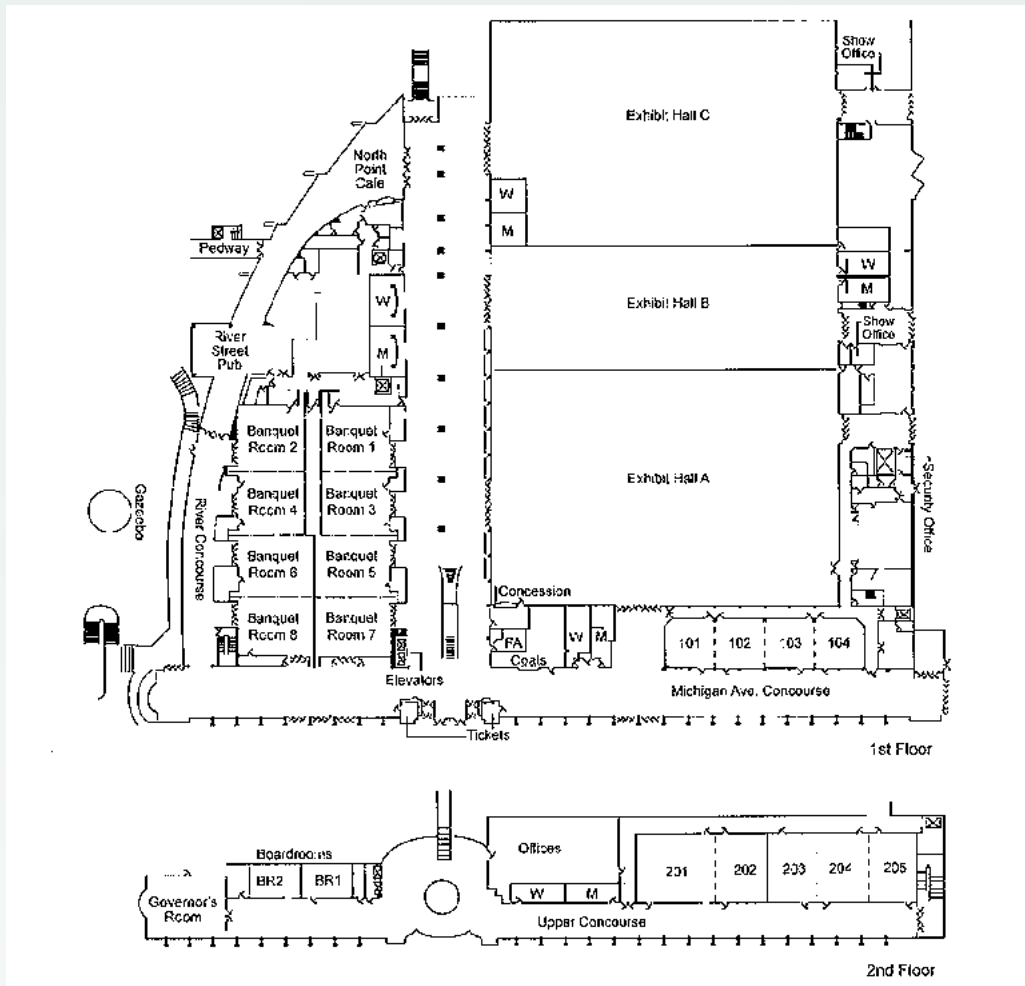 Show
Office
Exhibit Hall C
North
Point
Cafe
W
M
Pedway
W
M
Exhibit Hall B
W
M
River
Street
Pub
Show
Office
Banquet
Room 2
Banquet
Room 1
Exhibit Hall A
Banquet
Room 4
Banquet
Room 3
Security Office
Gazeebo
River Concourse
Banquet
Room 6
Banquet
Room 5
Concession
Banquet
Room 8
Banquet
Room 7
FA
W
M
101
102
103
104
Coats
Elevators
Michigan Ave. Concourse
Tickets
1st Floor
Boardrooms
Offices
BR2
BR1
201
202
203
204
205
W
M
Governor's
Room
Upper Concourse
2nd Floor